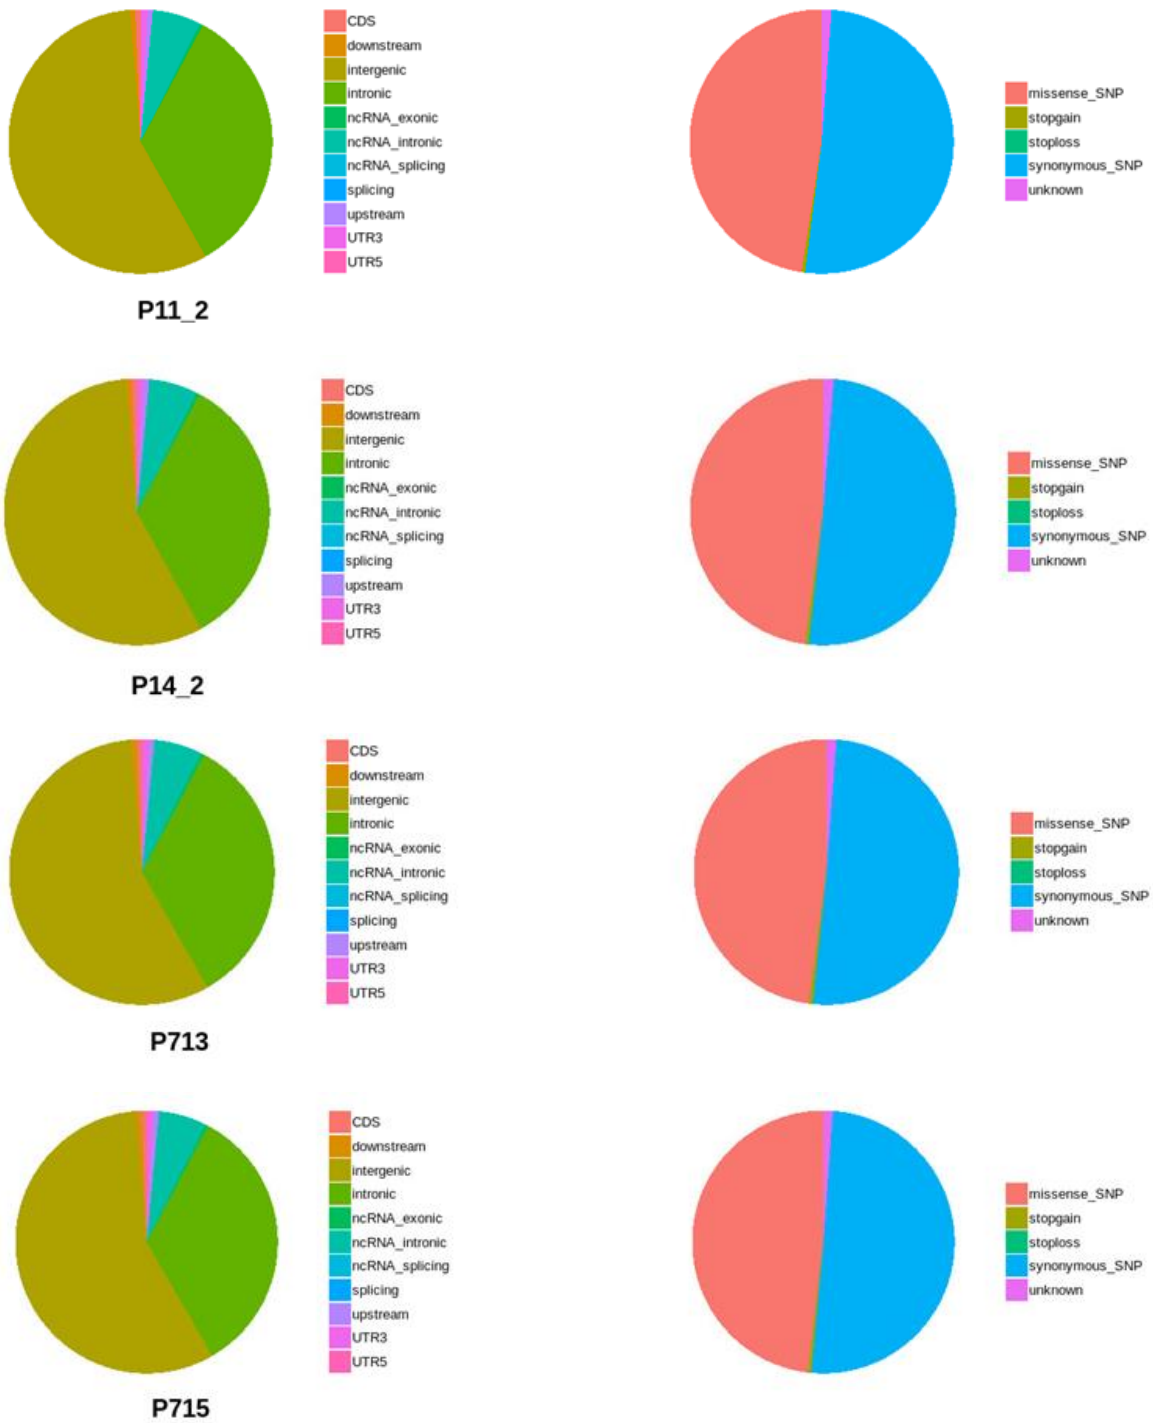 CDS
downstream
intergenic
intronic
ncRNA_exonic
ncRNA_intronic
ncRNA_splicing
splicing
upstream
UTR3
UTR5
missense_SNP
stopgain
stoploss
synonymous_SNP
unknown
P11_2
CDS
downstream
intergenic
intronic
ncRNA_exonic
ncRNA_intronic
ncRNA_splicing
splicing
upstream
UTR3
UTR5
missense_SNP
stopgain
stoploss
synonymous_SNP
unknown
P14_2
CDS
downstream
intergenic
intronic
ncRNA_exonic
ncRNA_intronic
ncRNA_splicing
splicing
upstream
UTR3
UTR5
missense_SNP
stopgain
stoploss
synonymous_SNP
unknown
P713
CDS
downstream
intergenic
intronic
ncRNA_exonic
ncRNA_intronic
ncRNA_splicing
splicing
upstream
UTR3
UTR5
missense_SNP
stopgain
stoploss
synonymous_SNP
unknown
P715